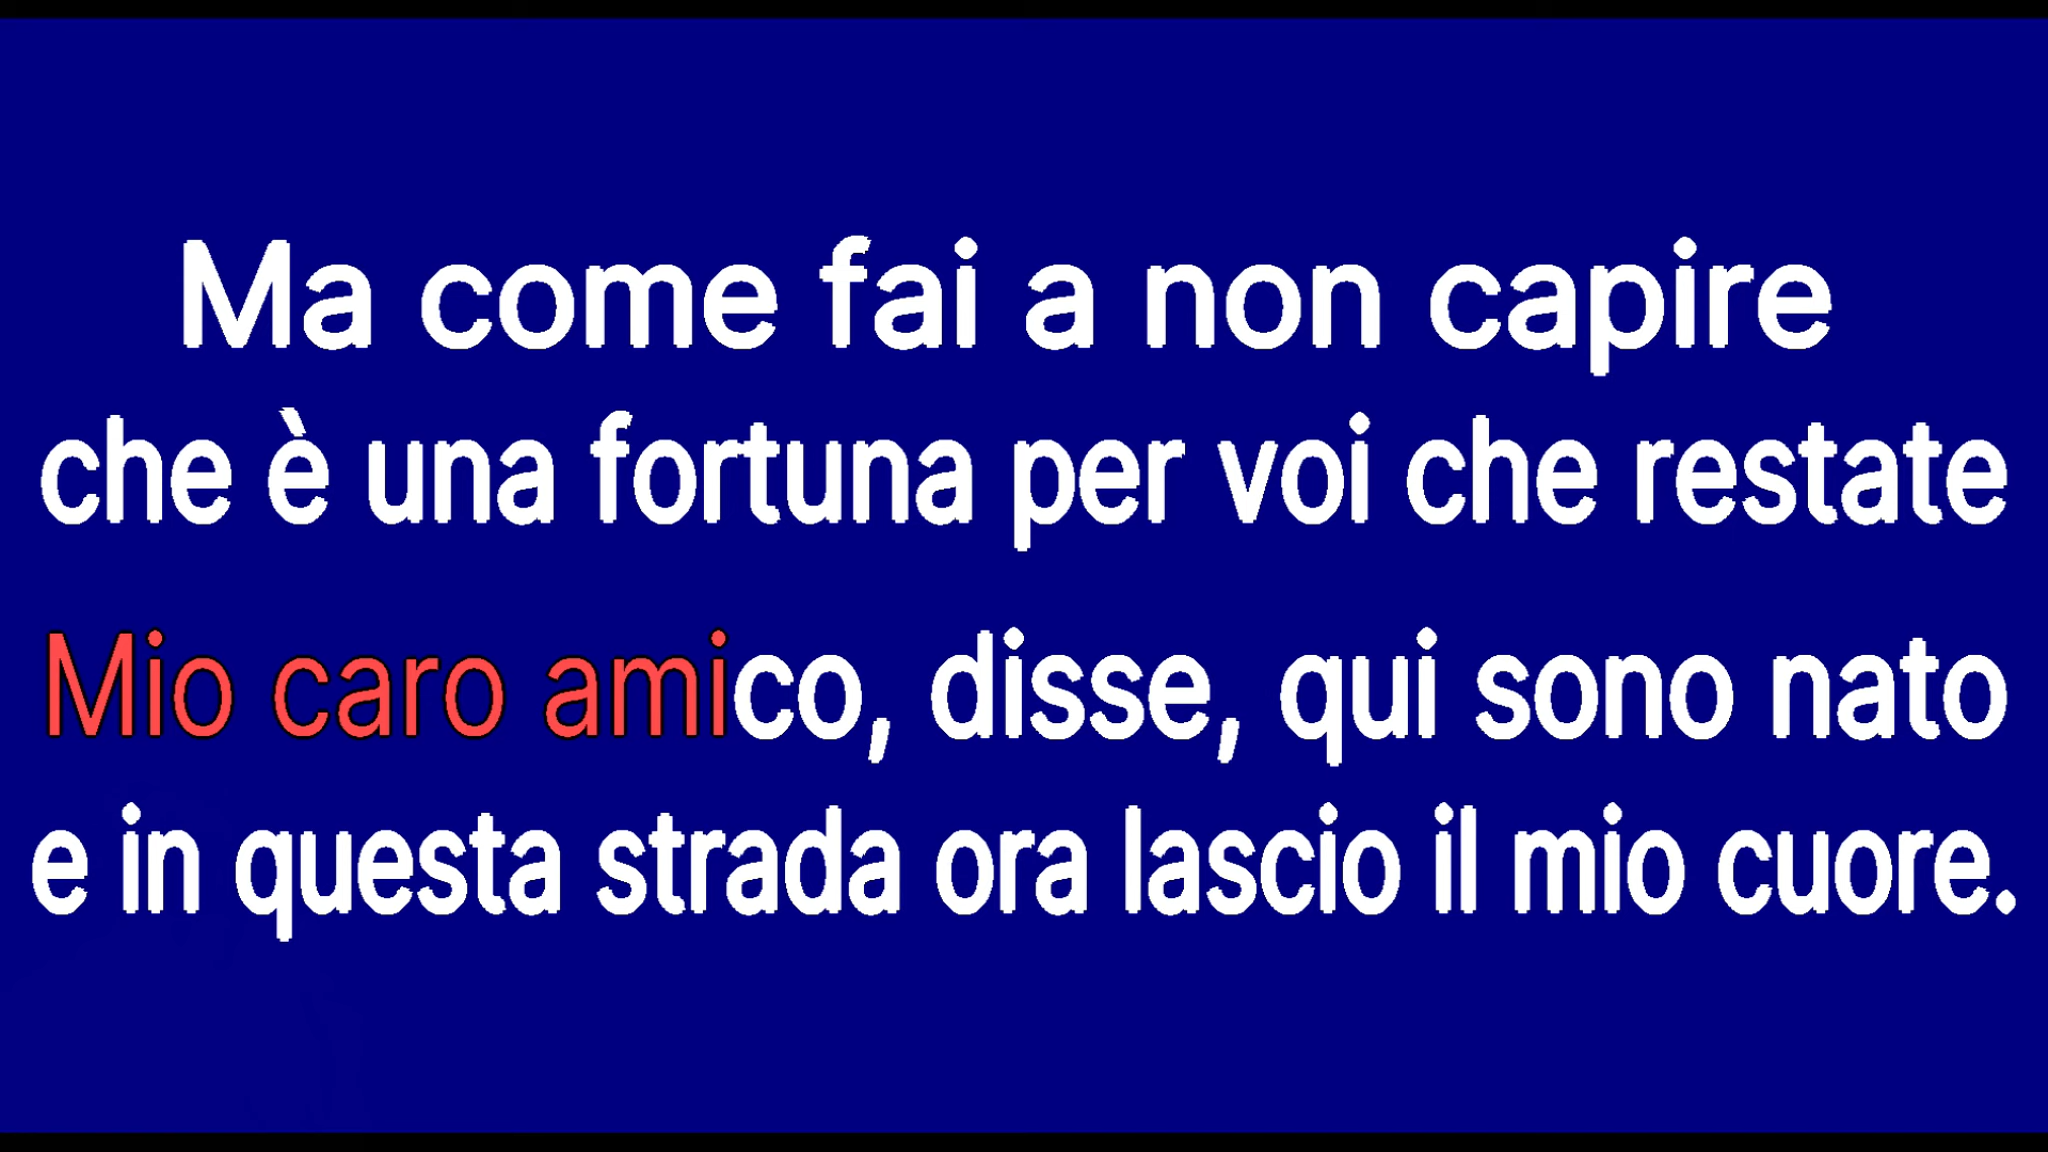 Ma come fai a non capire
che è una fortuna per voi che restate
Mio caro amico, disse, qui sono nato
e in questa strada ora lascio il mio cuore.